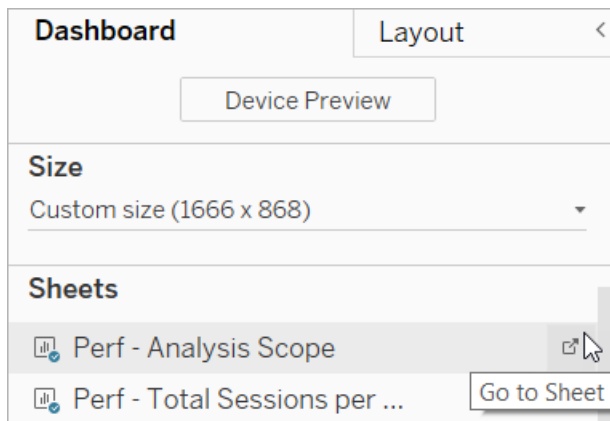 Dashboard Layout <
Device Preview
Size
Custom size (1666 x 868)
Sheets
Perf - Analysis Scope
Perf - Total Sessions per ...
Go to Sheet